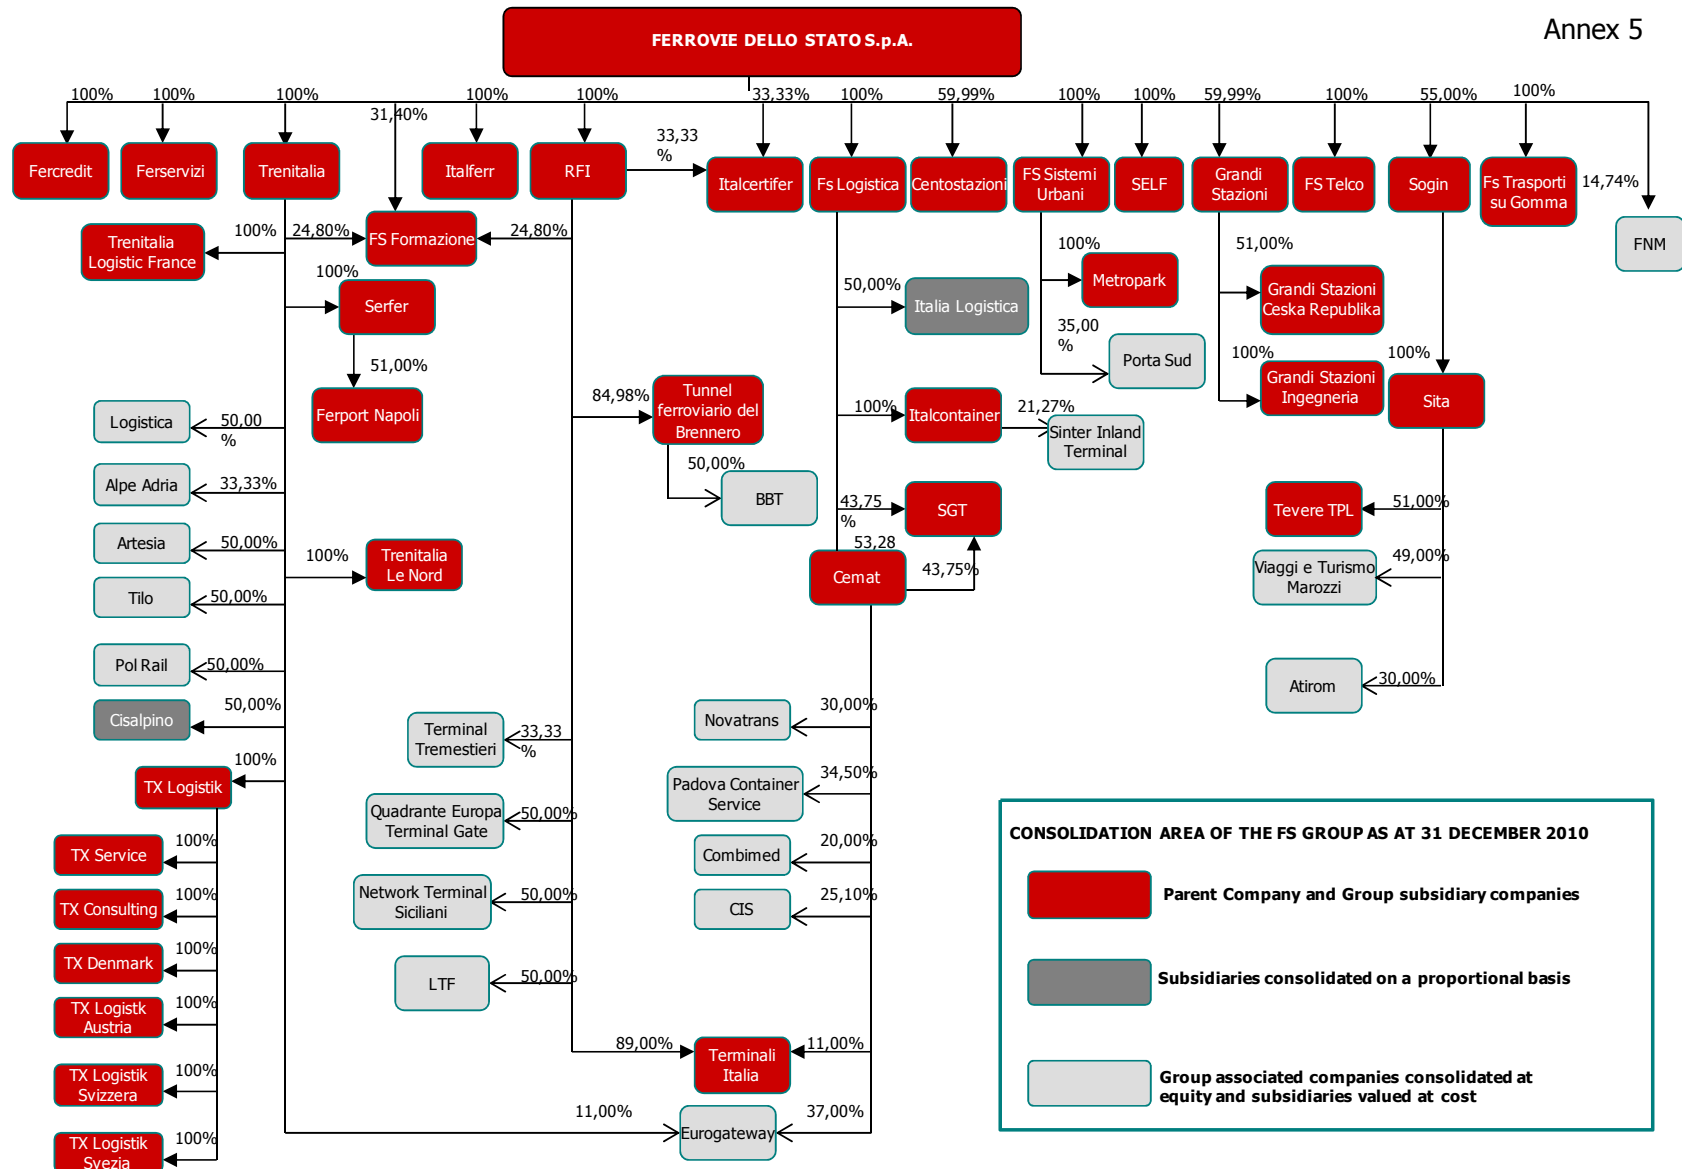 Annex 5
FERROVIE DELLO STATO S.p.A.
100%
100%
100%
31,40%
100%
100%
33,33%
100%
59,99%
100%
100%
59,99%
100%
55,00%
100%
14,74%
33,33
%
Fercredit
Ferservizi
Trenitalia
Italferr
RFI
Italcertifer
Fs Logistica
Centostazioni
FS Sistemi
Urbani
SELF
Grandi
Stazioni
FS Telco
Sogin
Fs Trasporti
su Gomma
FNM
100%
Trenitalia
Logistic France
24,80%
FS Formazione
24,80%
100%
Serfer
51,00%
Ferport Napoli
50,00%
Italia Logistica
100%
Metropark
35,00
%
Porta Sud
51,00%
Grandi Stazioni
Ceska Republika
100%
Grandi Stazioni
Ingegneria
100%
Sita
84,98%
Tunnel
ferroviario del
Brennero
50,00%
BBT
100%
Italcontainer
21,27%
Sinter Inland
Terminal
Logistica
50,00
%
Alpe Adria
33,33%
Artesia
50,00%
100%
Trenitalia
Le Nord
Tilo
50,00%
Pol Rail
50,00%
Cisalpino
50,00%
43,75
%
SGT
53,28
Cemat
43,75%
Tevere TPL
51,00%
Viaggi e Turismo
Marozzi
49,00%
Atirom
30,00%
100%
TX Logistik
Terminal
Tremestieri
33,33
%
Quadrante Europa
Terminal Gate
50,00%
Network Terminal
Siciliani
50,00%
LTF
50,00%
Novatrans
30,00%
Padova Container
Service
34,50%
Combimed
20,00%
CIS
25,10%
TX Service
100%
TX Consulting
100%
TX Denmark
100%
TX Logistk
Austria
100%
TX Logistik
Svizzera
100%
TX Logistik
Svezia
100%
89,00%
Terminali
Italia
11,00%
11,00%
Eurogateway
37,00%
CONSOLIDATION AREA OF THE FS GROUP AS AT 31 DECEMBER 2010
Parent Company and Group subsidiary companies
Subsidiaries consolidated on a proportional basis
Group associated companies consolidated at
equity and subsidiaries valued at cost